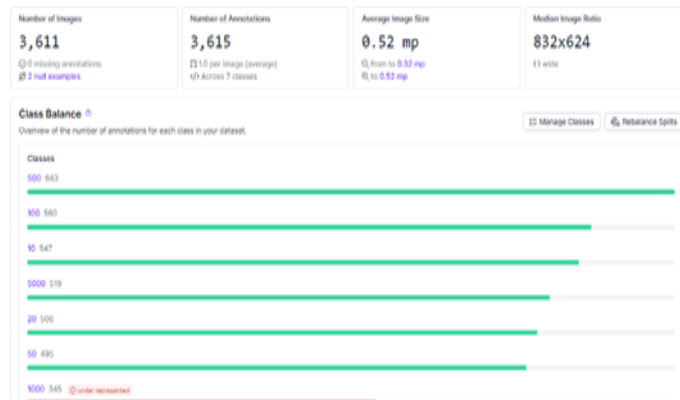 Number of Images
3,611
0 missing annotations
2 null examples
Number of Annotations
3,615
1.0 per image (average)
Across 7 classes
Average Image Size
0.52 mp
from to 0.52 mp
to 0.52 mp
Median Image Ratio
832x624
wide
Class Balance
Overview of the number of annotations for each class in your dataset.
Manage Classes
Rebalance Splits
Classes
500 643
100 560
10 547
5000 519
20
50 495
1000 345 under represented